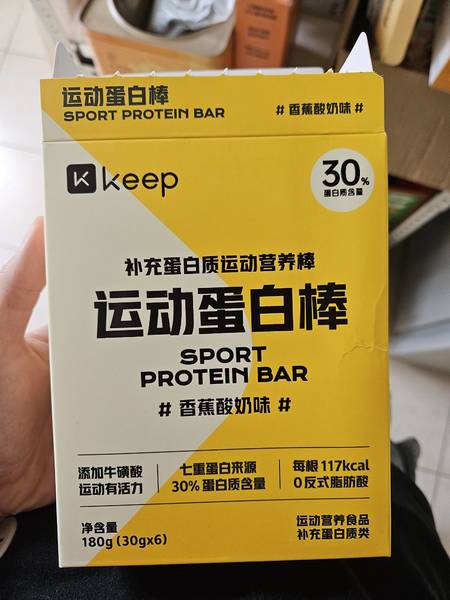 运动蛋白棒
SPORT PROTEIN BAR
# 香蕉酸奶味 #
keep
30%
蛋白质含量
补充蛋白质运动营养棒
运动蛋白棒
SPORT
PROTEIN BAR
# 香蕉酸奶味 #
添加牛磺酸
运动有活力
七重蛋白来源
30% 蛋白质含量
每根 117kcal
0 反式脂肪酸
净含量
180g (30gx6)
运动营养食品
补充蛋白质类